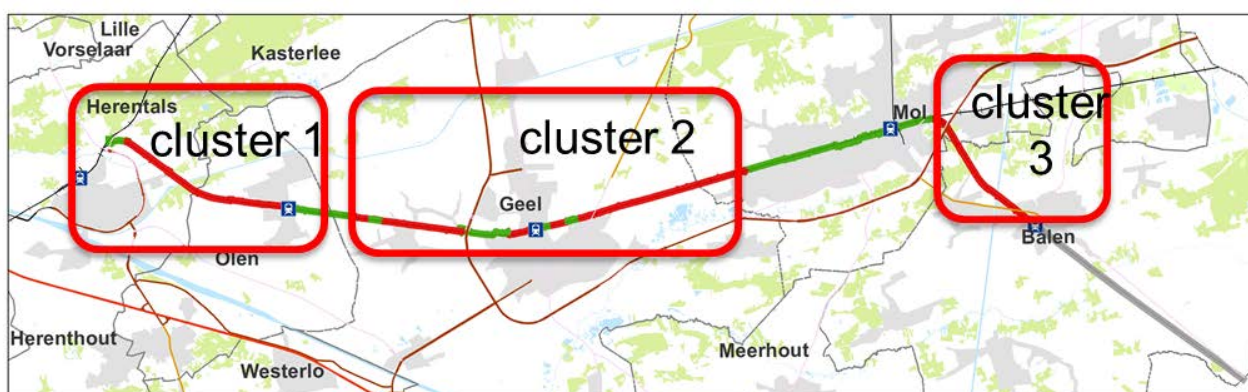 Lille
Vorselaar
Kasterlee
Herentals
cluster 1
cluster 2
Mol
cluster
3
Geel
Olen
Balen
Herenthout
Westerlo
Meerhout